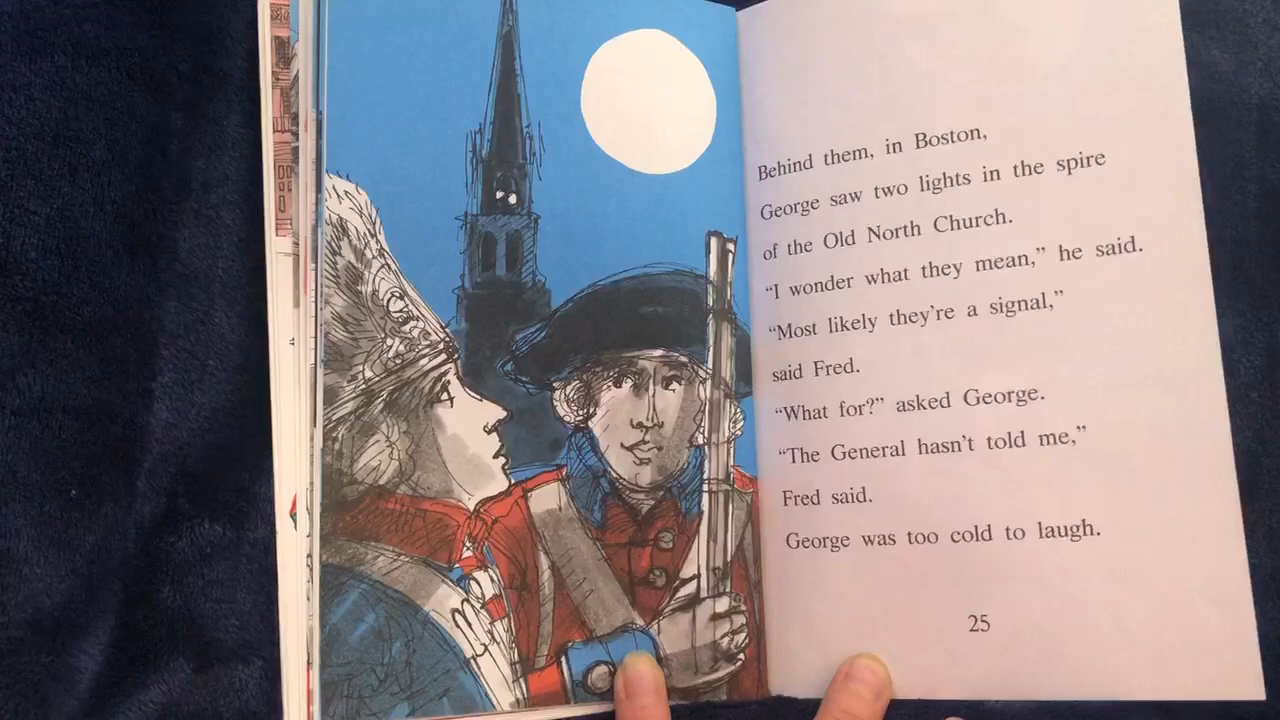 Behind them, in Boston,
George saw two lights in the spire
of the Old North Church.
“I wonder what they mean,” he said.
“Most likely they’re a signal,”
said Fred.
“What for?” asked George.
“The General hasn’t told me,”
Fred said.
George was too cold to laugh.
25